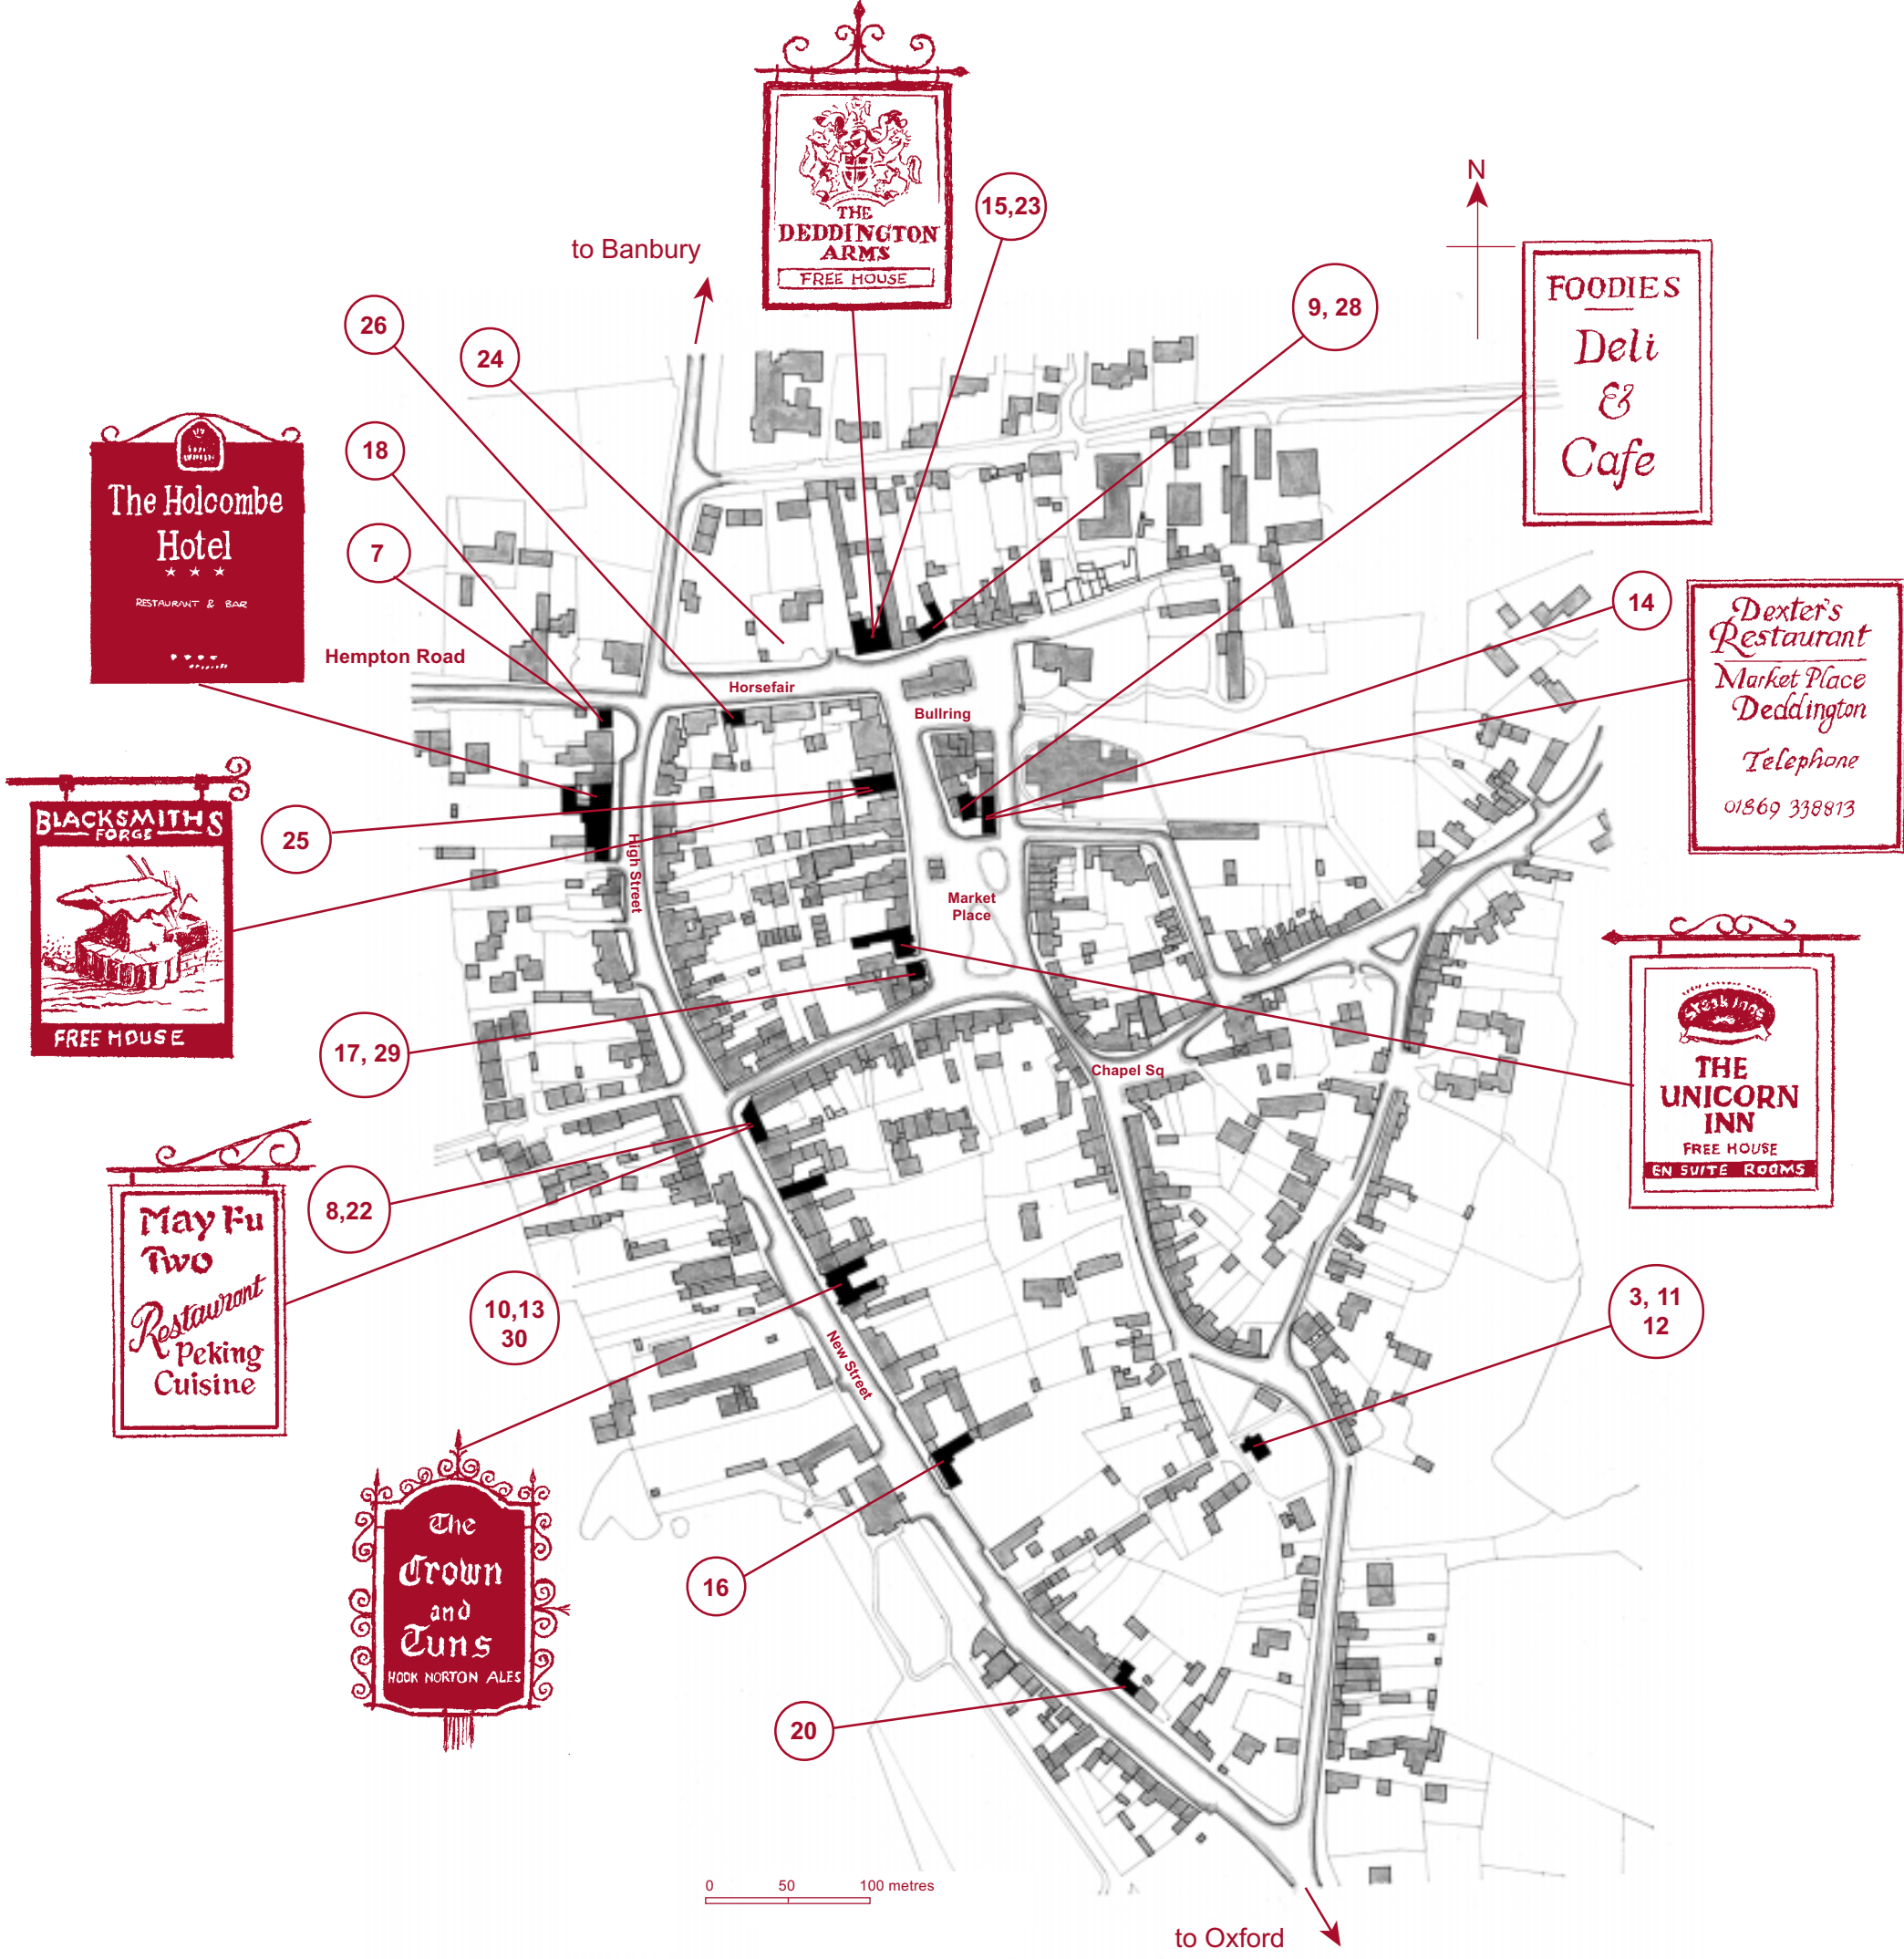 THE
DEDDINGTON
ARMS
FREE HOUSE
15,23
N
to Banbury
9, 28
FOODIES
Deli
&
Cafe
26
24
18
7
The Holcombe
Hotel
RESTAURANT & BAR
Hempton Road
Horsefair
Bullring
14
Dexter's
Restaurant
Market Place
Deddington
Telephone
01869 338813
BLACKSMITHS
FORGE
FREE HOUSE
25
High Street
Market
Place
17, 29
Chapel Sq
Steak Inns
THE
UNICORN
INN
FREE HOUSE
EN SUITE ROOMS
May Fu
Two
Restaurant
Peking
Cuisine
8,22
10,13
30
New Street
3, 11
12
The
Crown
and
Tuns
HOOK NORTON ALES
16
20
0 50 100 metres
to Oxford